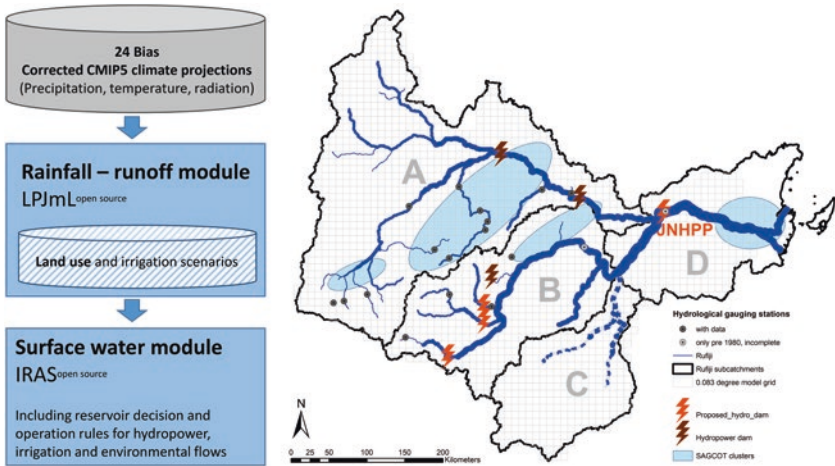 24 Bias
Corrected CMIP5 climate projections
(Precipitation, temperature, radiation)
Rainfall – runoff module
LPJmL open source
Land use and irrigation scenarios
Surface water module
IRAS open source
Including reservoir decision and
operation rules for hydropower,
irrigation and environmental flows
A
B
C
D
JNHPP
N
0 25 50 100 150 200
Kilometers
Hydrological gauging stations
with data
only pre 1980, incomplete
Rufiji
Rufiji subcatchments
0.083 degree model grid
Proposed_hydro_dam
Hydropower dam
SAGCOT clusters